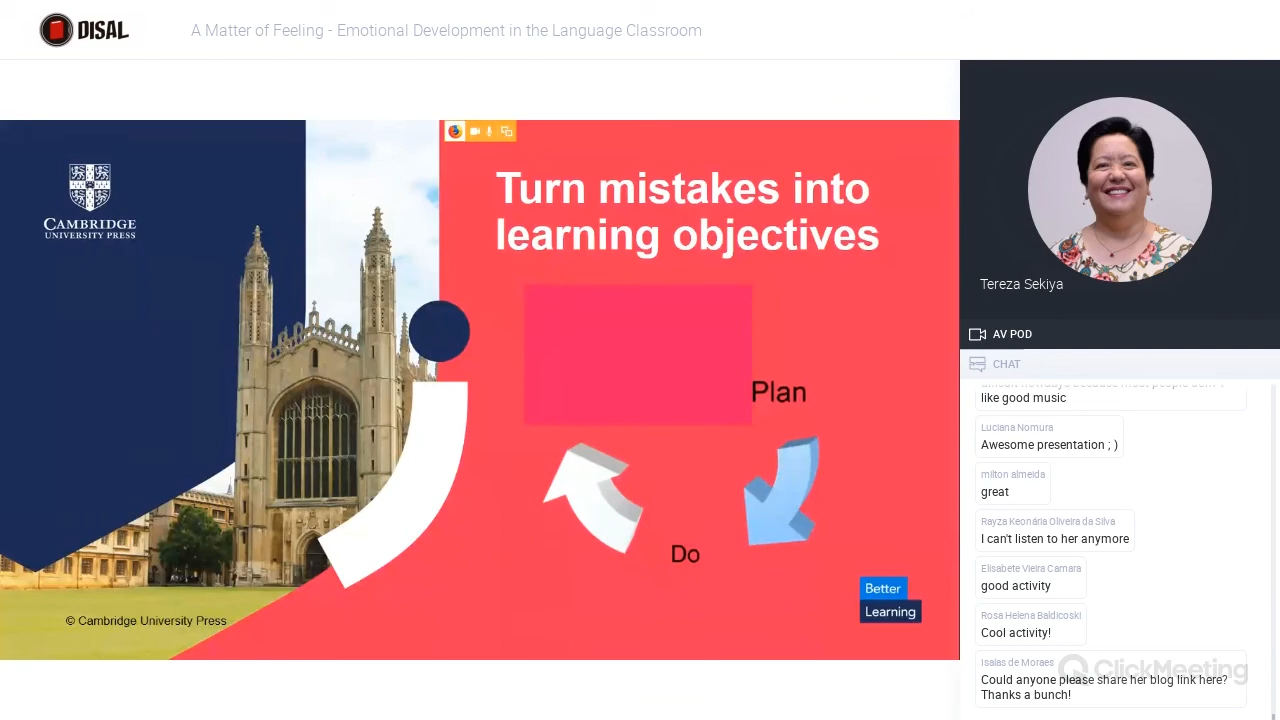 DISAL
A Matter of Feeling - Emotional Development in the Language Classroom
CAMBRIDGE
UNIVERSITY PRESS
Turn mistakes into
learning objectives
Plan
Do
Better
Learning
© Cambridge University Press
Tereza Sekiya
AV POD
CHAT
like good music
Luciana Nomura
Awesome presentation ; )
milton almeida
great
Rayza Keonária Oliveira da Silva
I can't listen to her anymore
Elisabete Vieira Camara
good activity
Rosa Helena Baldicoski
Cool activity!
Isaías de Moraes
ClickMeeting
Could anyone please share her blog link here?
Thanks a bunch!